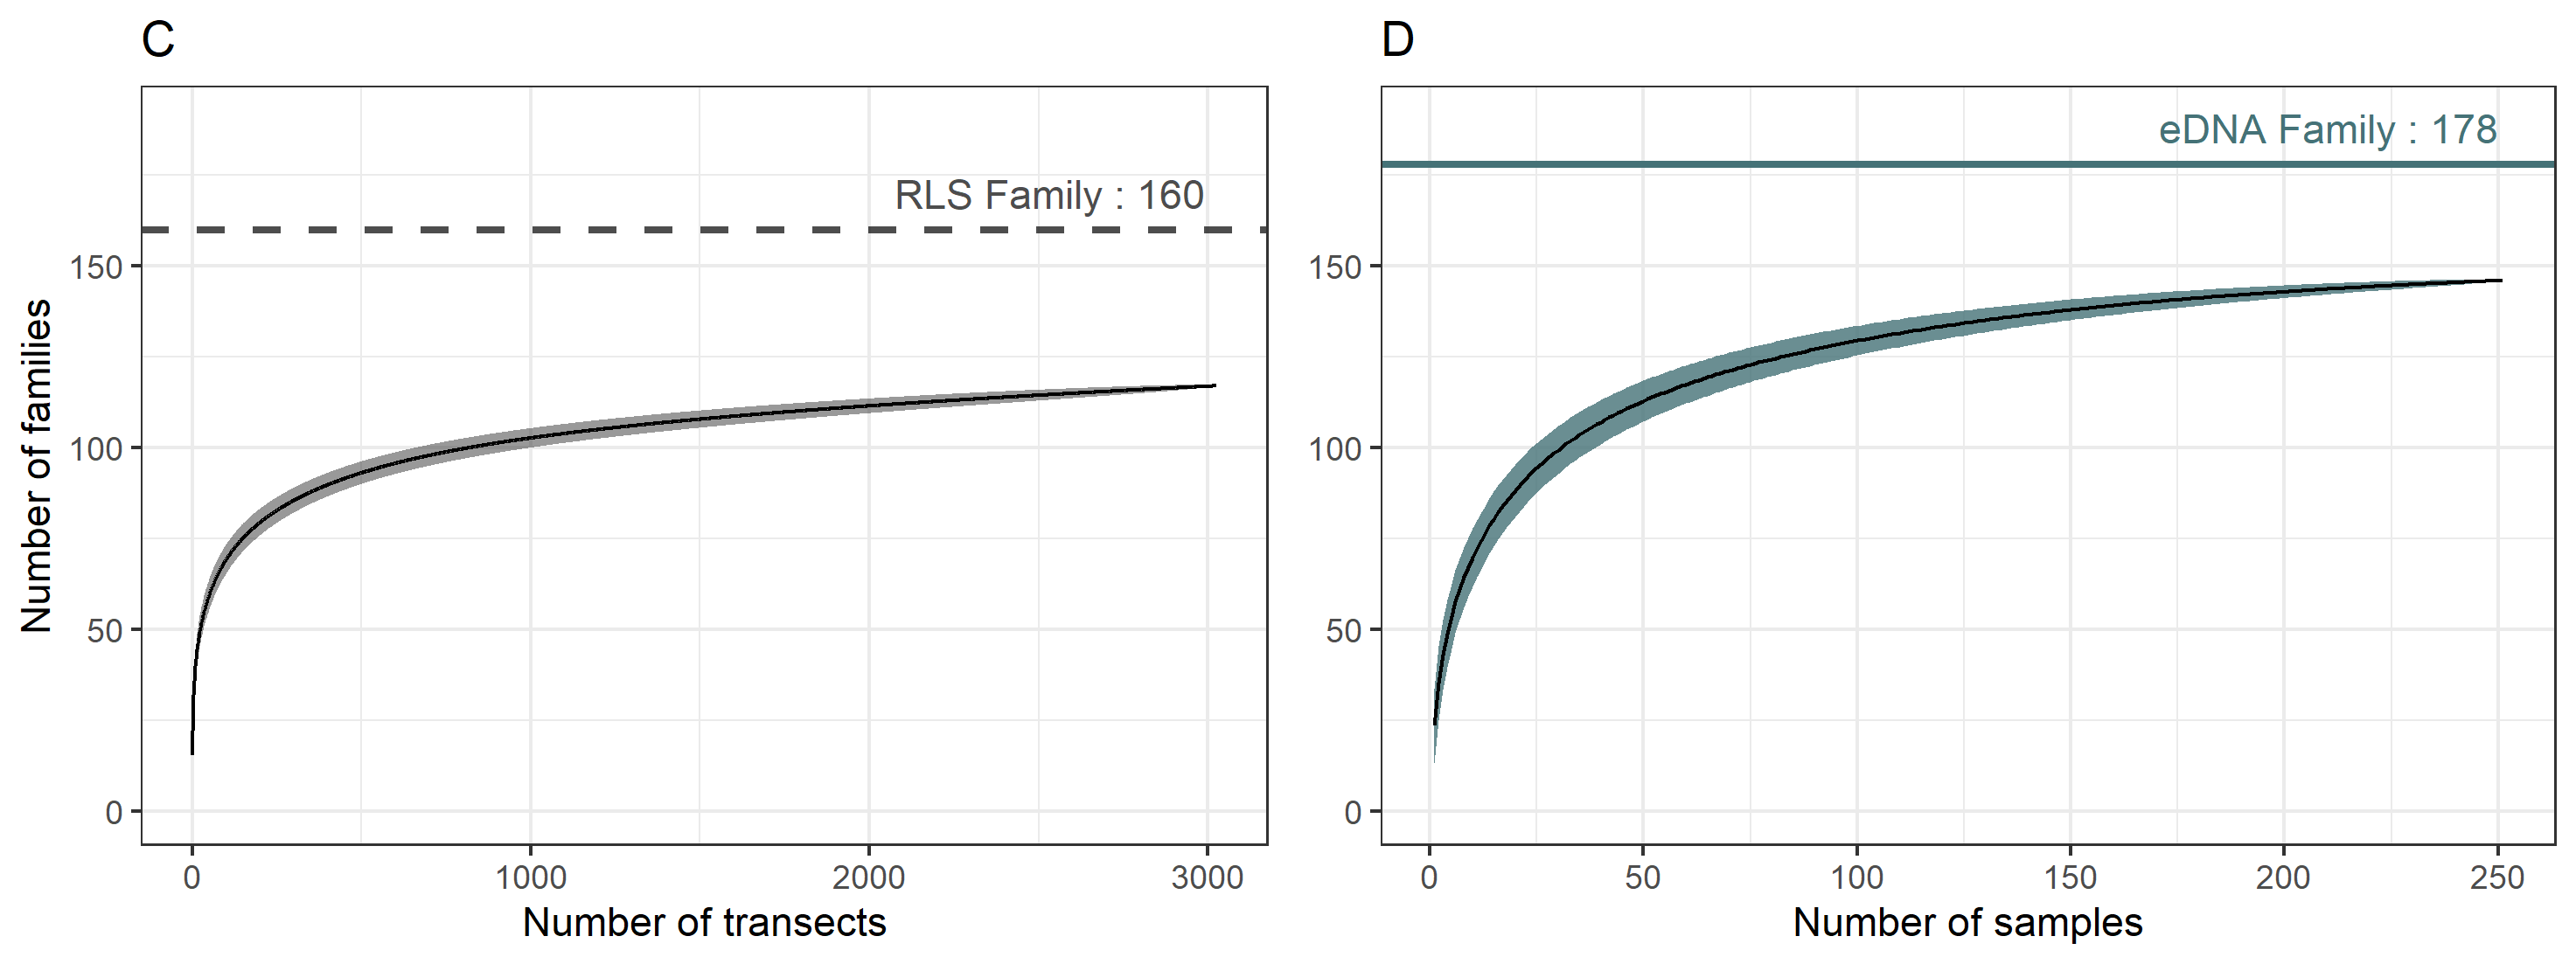 C
RLS Family : 160
Number of families
150
100
50
0
0 1000 2000 3000
Number of transects
D
eDNA Family : 178
150
100
50
0
0 50 100 150 200 250
Number of samples